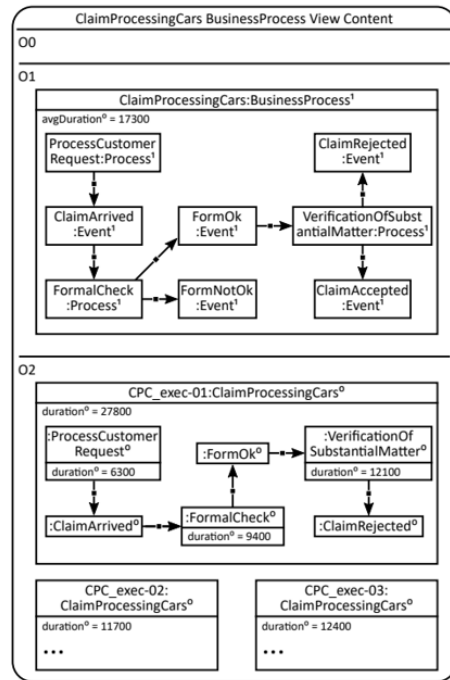 ClaimProcessingCars BusinessProcess View Content
O0
O1
ClaimProcessingCars:BusinessProcess¹
avgDuration⁰ = 17300
ProcessCustomer
Request:Process¹
ClaimRejected
:Event¹
ClaimArrived
:Event¹
FormOk
:Event¹
VerificationOfSubst
antialMatter:Process¹
FormalCheck
:Process¹
FormNotOk
:Event¹
ClaimAccepted
:Event¹
O2
CPC_exec-01:ClaimProcessingCars⁰
duration⁰ = 27800
:ProcessCustomer
Request⁰
duration⁰ = 6300
:FormOk⁰
:VerificationOf
SubstantialMatter⁰
duration⁰ = 12100
:ClaimArrived⁰
:FormalCheck⁰
duration⁰ = 9400
:ClaimRejected⁰
CPC_exec-02:
ClaimProcessingCars⁰
duration⁰ = 11700
...
CPC_exec-03:
ClaimProcessingCars⁰
duration⁰ = 12400
...